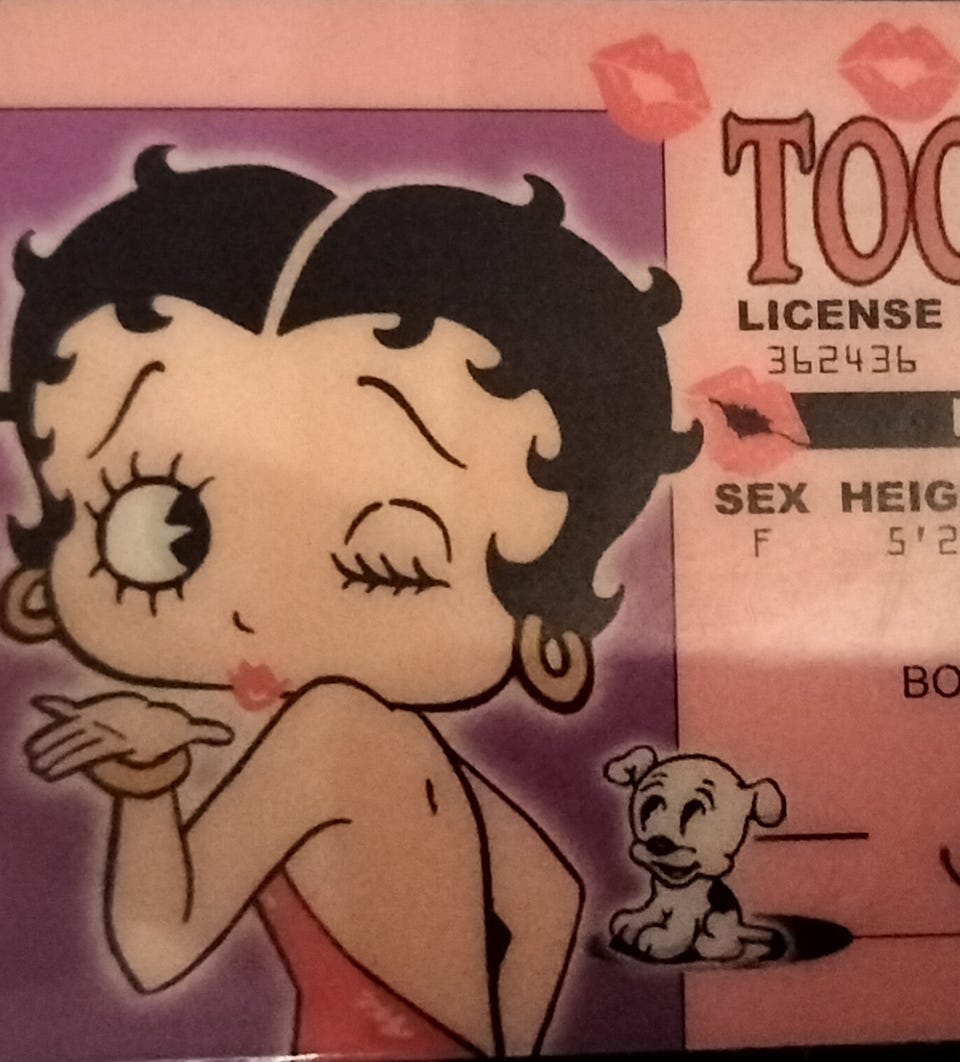 TOO
LICENSE
362436
SEX HEIG
F 5'2
BO